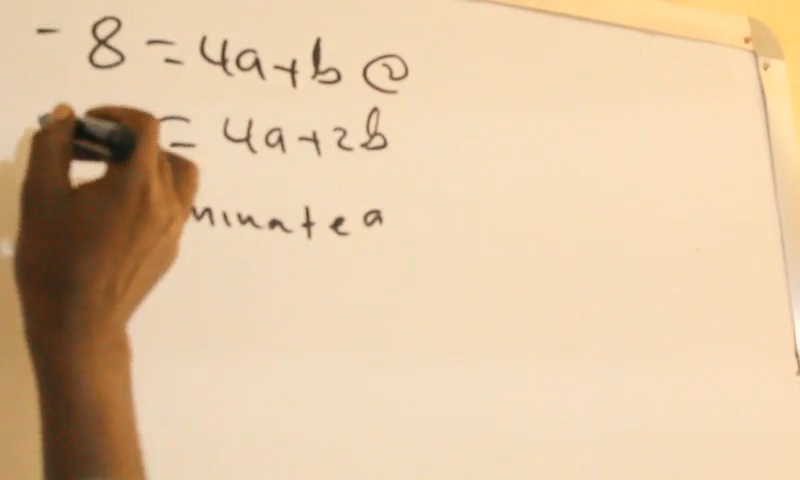 - 8 = 4a + b ②
= 4a + 2b
minate a